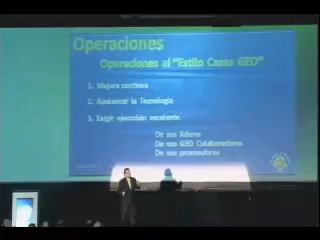 Operaciones
Operaciones al "Estilo Casas GEO"
1. Mejora continua
2. Apalancar la Tecnología
3. Exigir ejecución excelente
De sus líderes
De sus GEO Colaboradores
De sus proveedores